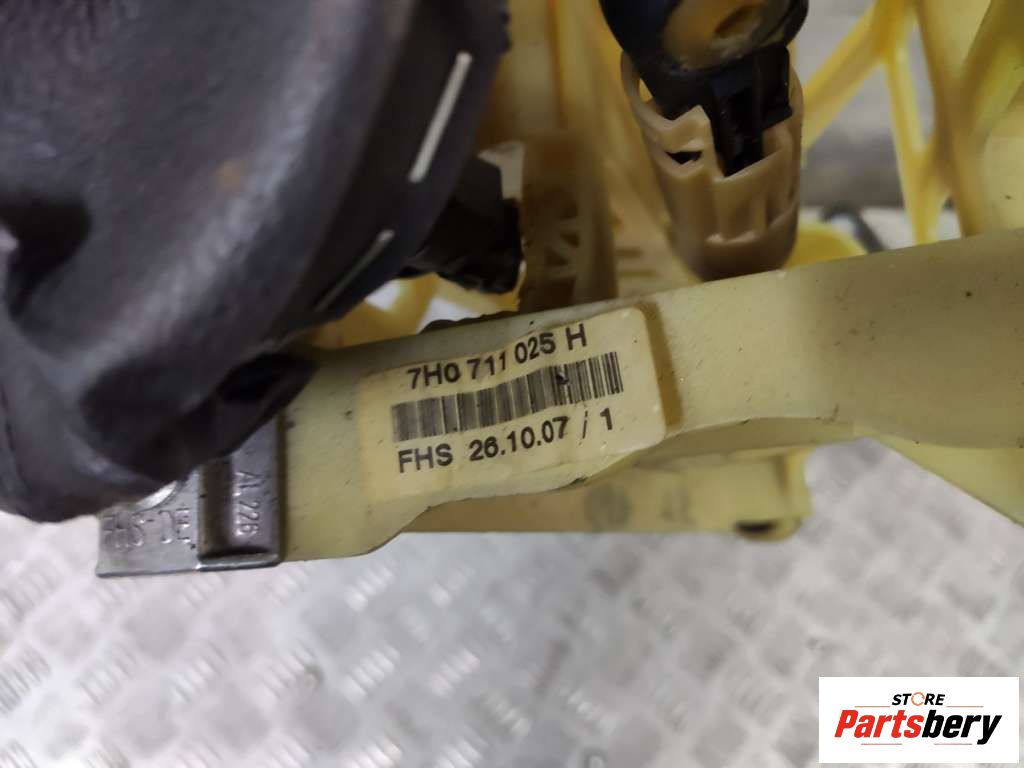 7H0 711 025 H
FHS 26.10.07 / 1
STORE
Partsbery